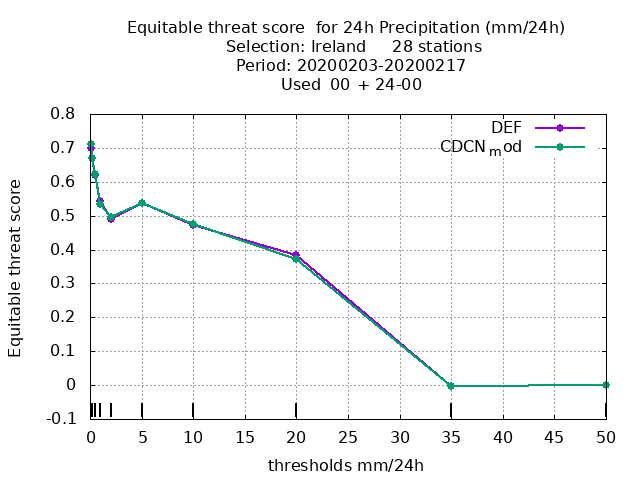 Equitable threat score  for 24h Precipitation (mm/24h)
Selection: Ireland     28 stations
Period: 20200203-20200217
Used  00 + 24-00
DEF
CDCN_mod
Equitable threat score
0.8
0.7
0.6
0.5
0.4
0.3
0.2
0.1
0
-0.1
0 5 10 15 20 25 30 35 40 45 50
thresholds mm/24h